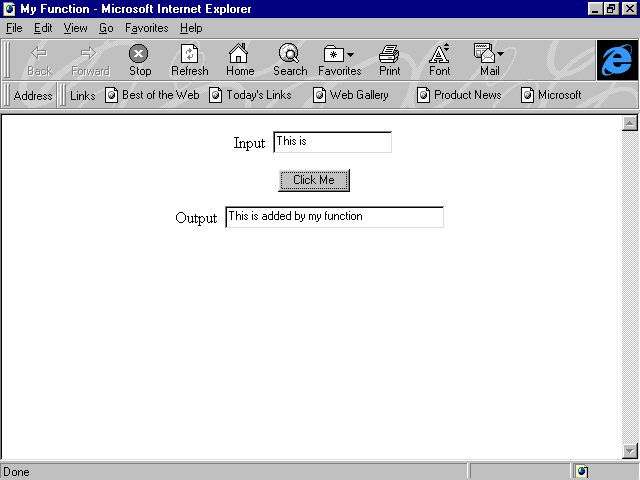 My Function - Microsoft Internet Explorer
File Edit View Go Favorites Help
Back Forward Stop Refresh Home Search Favorites Print Font Mail
Address Links Best of the Web Today's Links Web Gallery Product News Microsoft
Input This is
Click Me
Output This is added by my function
Done